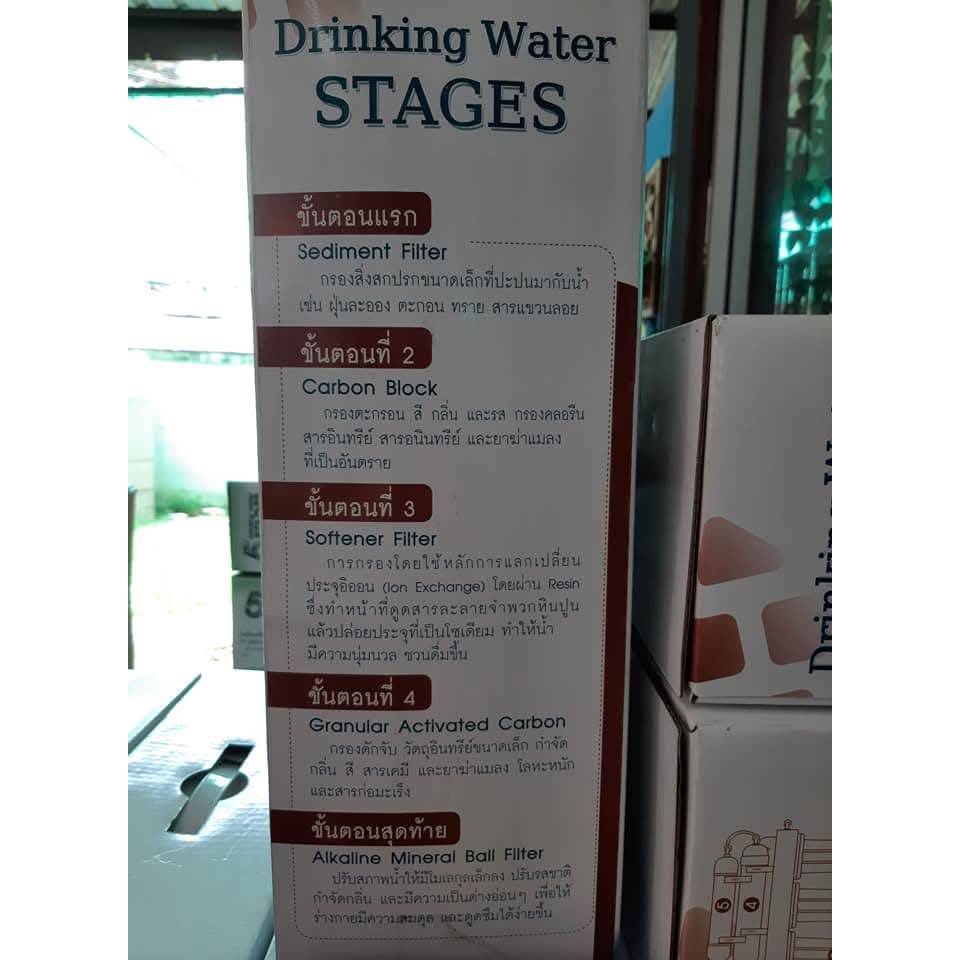 Drinking Water
STAGES
ขั้นตอนแรก
Sediment Filter
กรองสิ่งสกปรกขนาดเล็กที่ปะปนมากับน้ำ
เช่น ฝุ่นละออง ตะกอน ทราย สารแขวนลอย
ขั้นตอนที่ 2
Carbon Block
กรองตะกรอน สี กลิ่น และรส กรองคลอรีน
สารอินทรีย์ สารอนินทรีย์ และยาฆ่าแมลง
ที่เป็นอันตราย
ขั้นตอนที่ 3
Softener Filter
การกรองโดยใช้หลักการแลกเปลี่ยน
ประจุอิออน (Ion Exchange) โดยผ่าน Resin
ซึ่งทำหน้าที่ดูดสารละลายจำพวกหินปูน
แล้วปล่อยประจุที่เป็นโซเดียม ทำให้น้ำ
มีความนุ่มนวล ชวนดื่มขึ้น
ขั้นตอนที่ 4
Granular Activated Carbon
กรองดักจับ วัตถุอินทรีย์ขนาดเล็ก กำจัด
กลิ่น สี สารเคมี และยาฆ่าแมลง โลหะหนัก
และสารก่อมะเร็ง
ขั้นตอนสุดท้าย
Alkaline Mineral Ball Filter
ปรับสภาพน้ำให้มีโมเลกุลเล็กลง ปรับรสชาติ
กำจัดกลิ่น และมีความเป็นด่างอ่อนๆ เพื่อให้
ร่างกายมีความสมดุล และดูดซึมได้ง่ายขึ้น
Drinking
5 4